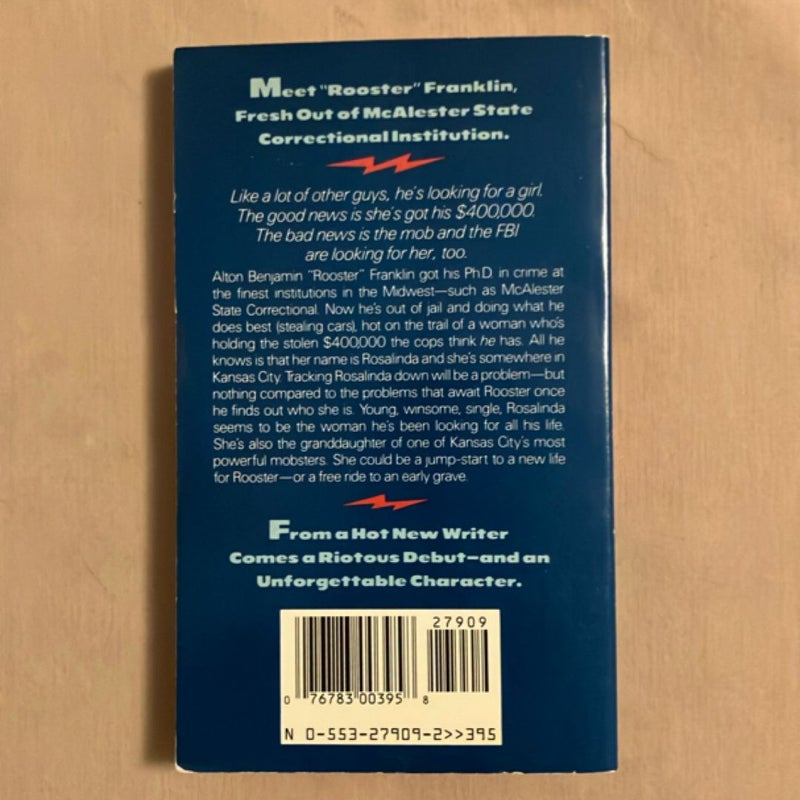 Meet "Rooster" Franklin,
Fresh Out of McAlester State
Correctional Institution.
Like a lot of other guys, he's looking for a girl.
The good news is she's got his $400,000.
The bad news is the mob and the FBI
are looking for her, too.
Alton Benjamin "Rooster" Franklin got his Ph.D. in crime at
the finest institutions in the Midwest—such as McAlester
State Correctional. Now he's out of jail and doing what he
does best (stealing cars), hot on the trail of a woman who's
holding the stolen $400,000 the cops think he has. All he
knows is that her name is Rosalinda and she's somewhere in
Kansas City. Tracking Rosalinda down will be a problem—but
nothing compared to the problems that await Rooster once
he finds out who she is. Young, winsome, single, Rosalinda
seems to be the woman he's been looking for all his life.
She's also the granddaughter of one of Kansas City's most
powerful mobsters. She could be a jump-start to a new life
for Rooster—or a free ride to an early grave.
From a Hot New Writer
Comes a Riotous Debut—and an
Unforgettable Character.
27909
0 76783 00395 8
N 0-553-27909-2>>395